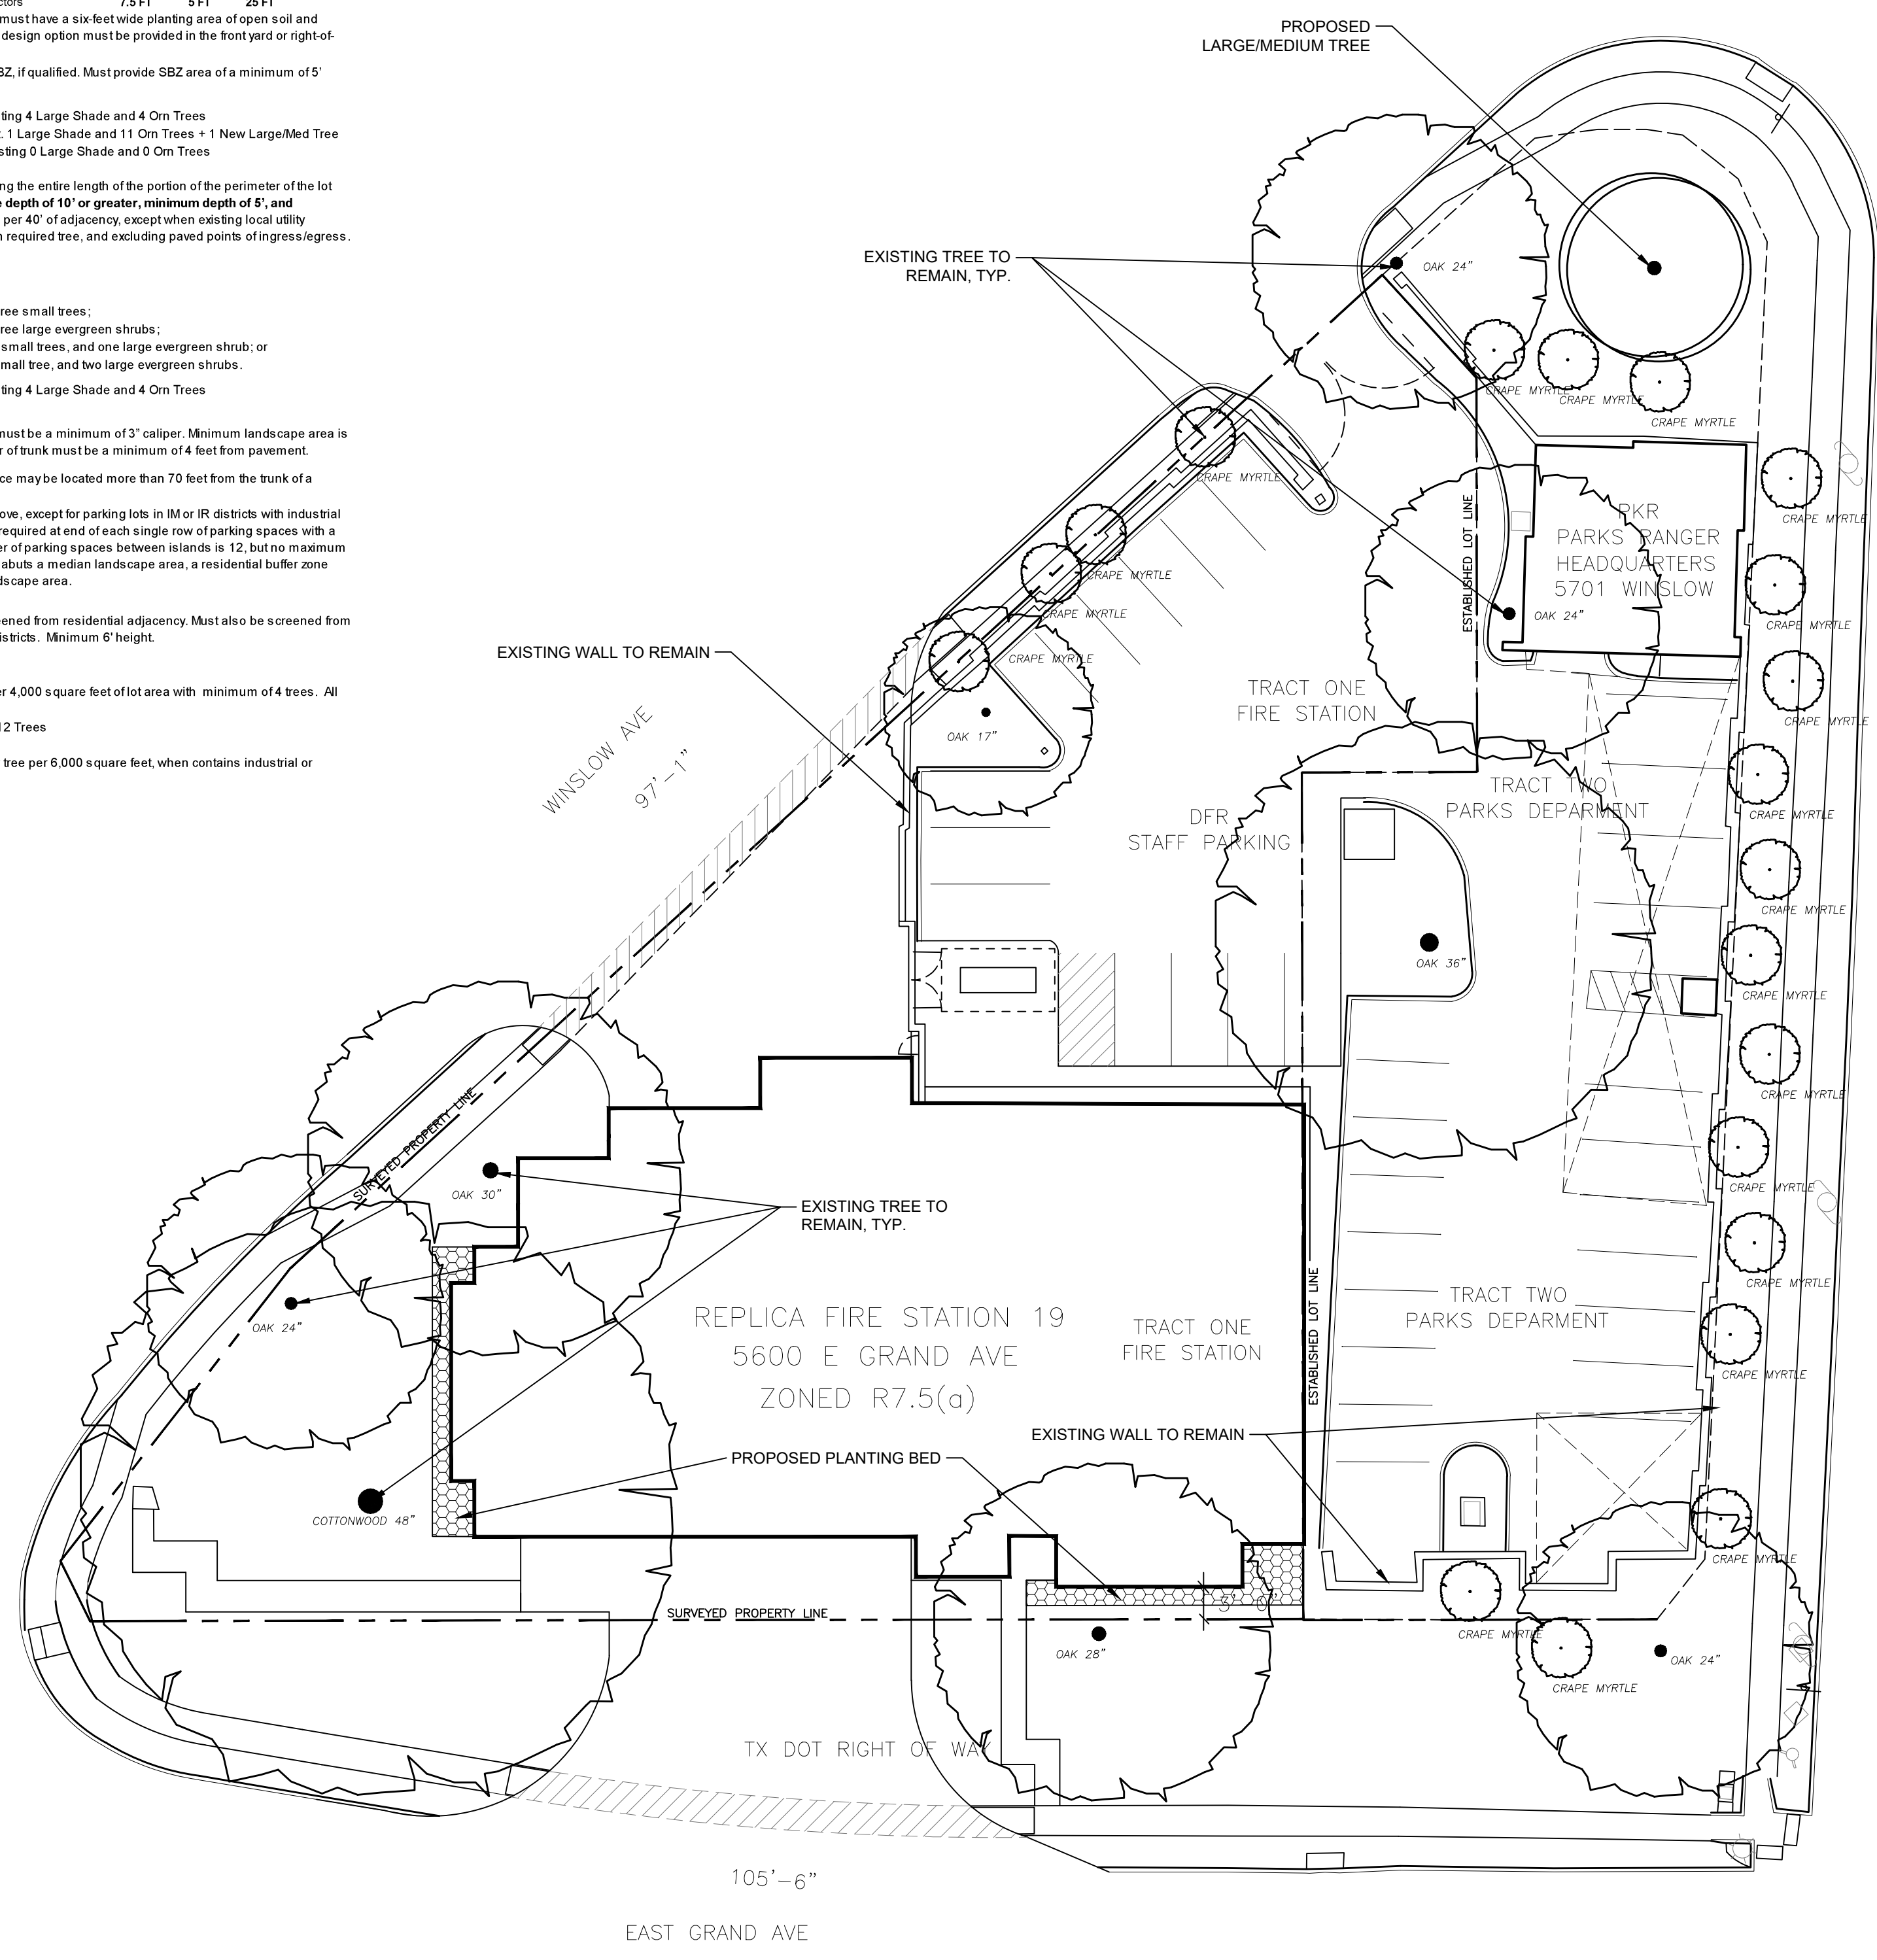 ctors 7.5 FT 5 FT 25 FT
must have a six-feet wide planting area of open soil and
design option must be provided in the front yard or right-of-
BZ, if qualified. Must provide SBZ area of a minimum of 5'
ting 4 Large Shade and 4 Orn Trees
. 1 Large Shade and 11 Orn Trees + 1 New Large/Med Tree
sting 0 Large Shade and 0 Orn Trees
ng the entire length of the portion of the perimeter of the lot
e depth of 10' or greater, minimum depth of 5', and
per 40' of adjacency, except when existing local utility
n required tree, and excluding paved points of ingress/egress.
ree small trees;
ree large evergreen shrubs;
small trees, and one large evergreen shrub; or
mall tree, and two large evergreen shrubs.
ting 4 Large Shade and 4 Orn Trees
must be a minimum of 3" caliper. Minimum landscape area is
r of trunk must be a minimum of 4 feet from pavement.
ce may be located more than 70 feet from the trunk of a
ove, except for parking lots in IM or IR districts with industrial
required at end of each single row of parking spaces with a
er of parking spaces between islands is 12, but no maximum
abuts a median landscape area, a residential buffer zone
dscape area.
eened from residential adjacency. Must also be screened from
istricts. Minimum 6' height.
er 4,000 square feet of lot area with minimum of 4 trees. All
12 Trees
tree per 6,000 square feet, when contains industrial or
PROPOSED
LARGE/MEDIUM TREE
EXISTING TREE TO
REMAIN, TYP.
OAK 24"
CRAPE MYRTLE
CRAPE MYRTLE
CRAPE MYRTLE
CRAPE MYRTLE
CRAPE MYRTLE
CRAPE MYRTLE
CRAPE MYRTLE
ESTABLISHED LOT LINE
PKR
PARKS RANGER
HEADQUARTERS
5701 WINSLOW
OAK 24"
CRAPE MYRTLE
CRAPE MYRTLE
CRAPE MYRTLE
EXISTING WALL TO REMAIN
TRACT ONE
FIRE STATION
OAK 17"
WINSLOW AVE
97'-1"
TRACT TWO
PARKS DEPARMENT
DFR
STAFF PARKING
CRAPE MYRTLE
CRAPE MYRTLE
OAK 36"
CRAPE MYRTLE
CRAPE MYRTLE
SURVEYED PROPERTY LINE
OAK 30"
CRAPE MYRTLE
EXISTING TREE TO
REMAIN, TYP.
CRAPE MYRTLE
OAK 24"
REPLICA FIRE STATION 19
5600 E GRAND AVE
ZONED R7.5(a)
TRACT ONE
FIRE STATION
ESTABLISHED LOT LINE
TRACT TWO
PARKS DEPARMENT
CRAPE MYRTLE
EXISTING WALL TO REMAIN
PROPOSED PLANTING BED
COTTONWOOD 48"
CRAPE MYRTLE
3'-0"
SURVEYED PROPERTY LINE
CRAPE MYRTLE
OAK 28"
OAK 24"
CRAPE MYRTLE
TX DOT RIGHT OF WAY
105'-6"
EAST GRAND AVE